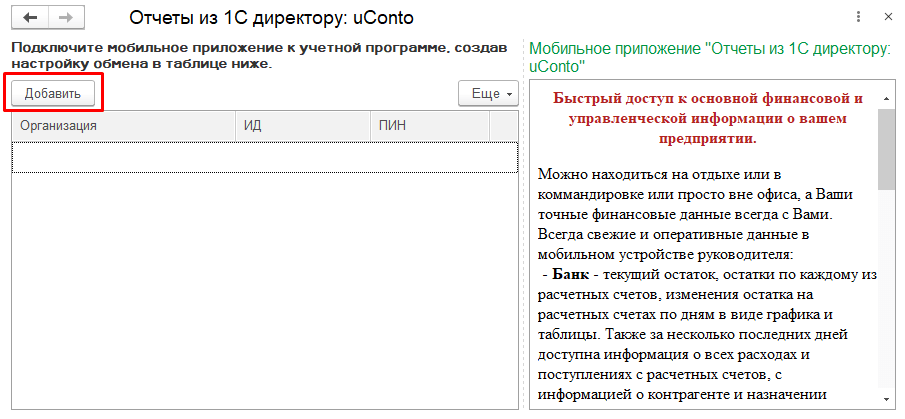 Отчеты из 1С директору: uConto
Подключите мобильное приложение к учетной программе, создав
настройку обмена в таблице ниже.
Добавить
Еще
Организация
ИД
ПИН
Мобильное приложение "Отчеты из 1С директору:
uConto"
Быстрый доступ к основной финансовой и
управленческой информации о вашем
предприятии.
Можно находиться на отдыхе или в
коммандировке или просто вне офиса, а Ваши
точные финансовые данные всегда с Вами.
Всегда свежие и оперативные данные в
мобильном устройстве руководителя:
- Банк - текущий остаток, остатки по каждому из
расчетных счетов, изменения остатка на
расчетных счетах по дням в виде графика и
таблицы. Также за несколько последних дней
доступна информация о всех расходах и
поступлениях с расчетных счетов, с
информацией о контрагенте и назначении